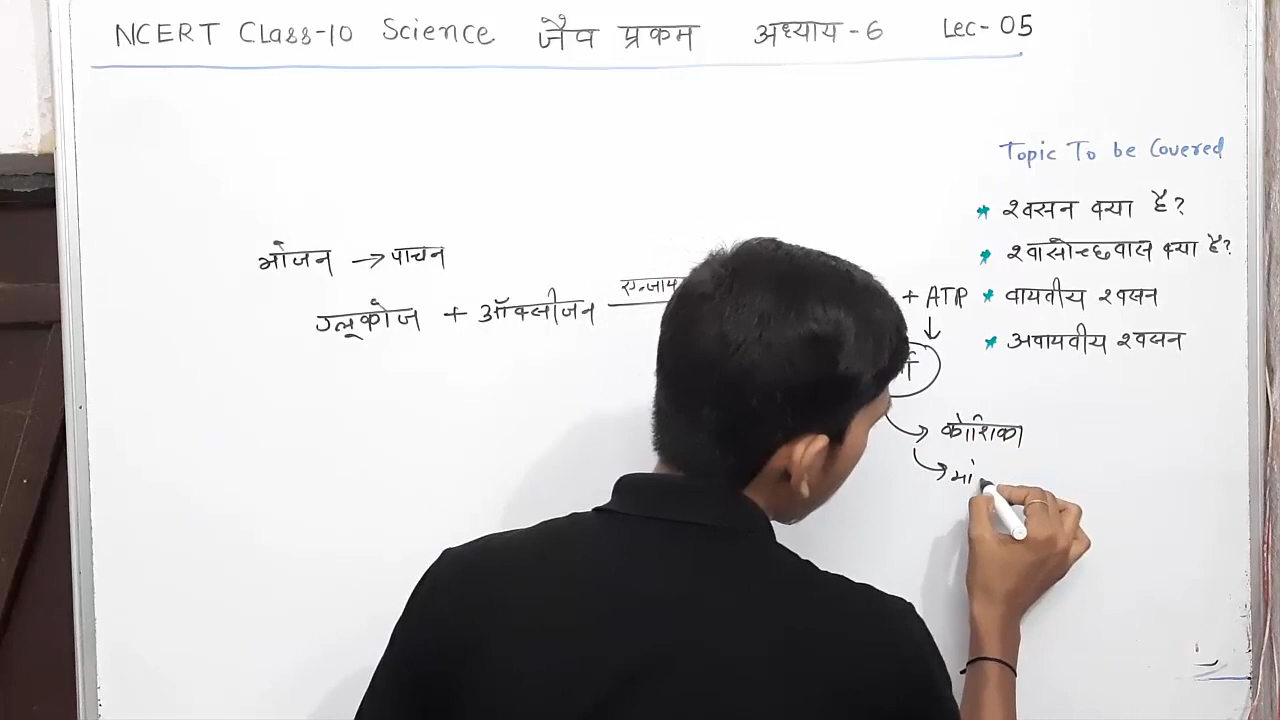 NCERT Class-10 Science जैव प्रक्रम अध्याय-6 Lec-05
Topic To be Covered
* श्वसन क्या है?
* श्वासोच्छवास क्या है?
* वायवीय श्वसन
* अवायवीय श्वसन
भोजन → पाचन
ग्लूकोज + ऑक्सीजन
+ ATP
कोशिका